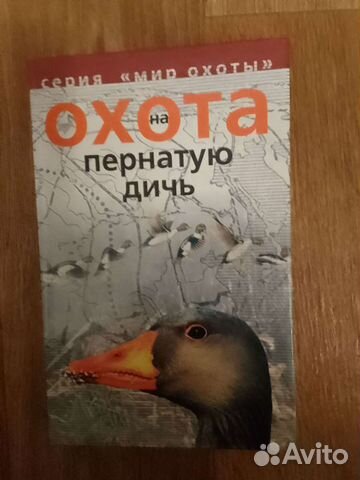 серия «мир охоты»
охота
на
пернатую
дичь
Avito